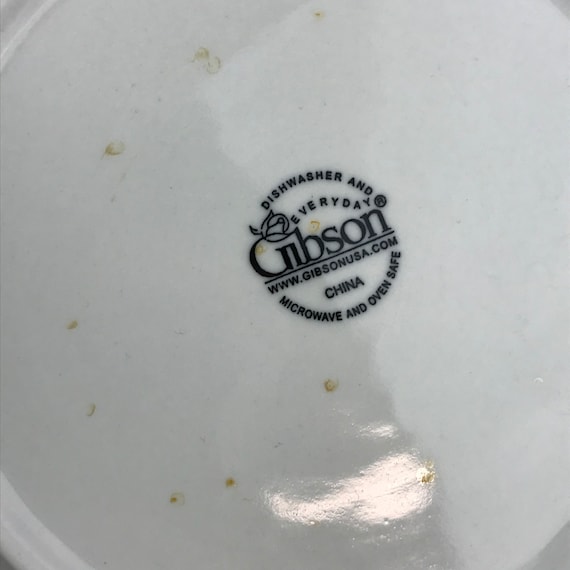 DISHWASHER AND
EVERYDAY
Gibson®
WWW.GIBSONUSA.COM
CHINA
MICROWAVE AND OVEN SAFE